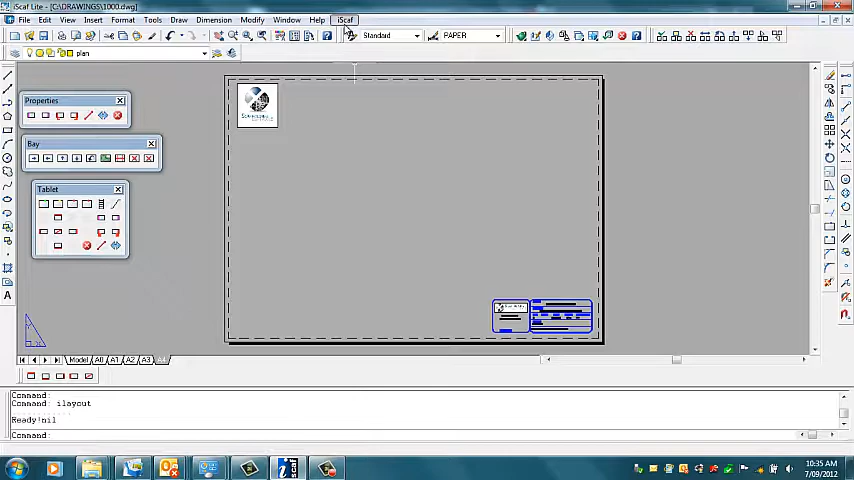 iScaf Lite - [C:\DRAWINGS\1000.dwg]
File Edit View Insert Format Tools Draw Dimension Modify Window Help iScaf
Standard PAPER
plan
Properties
Bay
Tablet
Model A0 A1 A2 A3 A4
Command:
Command: ilayout
Ready!nil
Command:
10:35 AM
7/09/2012